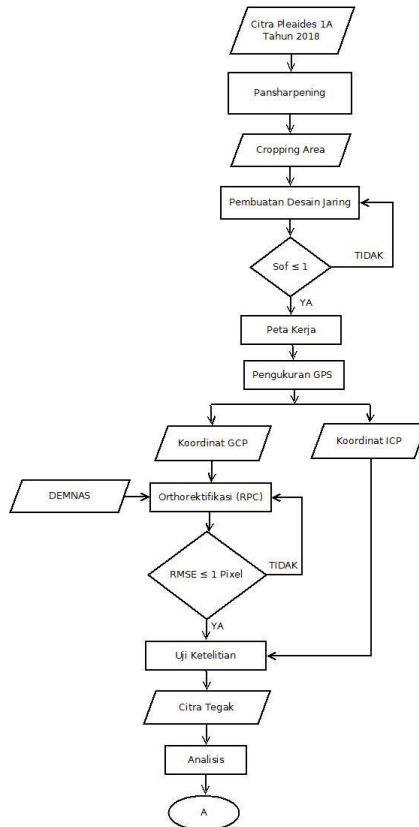 Citra Pleaides 1A
Tahun 2018
Pansharpening
Cropping Area
Pembuatan Desain Jaring
Sof ≤ 1
TIDAK
YA
Peta Kerja
Pengukuran GPS
Koordinat GCP
Koordinat ICP
DEMNAS
Orthorektifikasi (RPC)
RMSE ≤ 1 Pixel
TIDAK
YA
Uji Ketelitian
Citra Tegak
Analisis
A